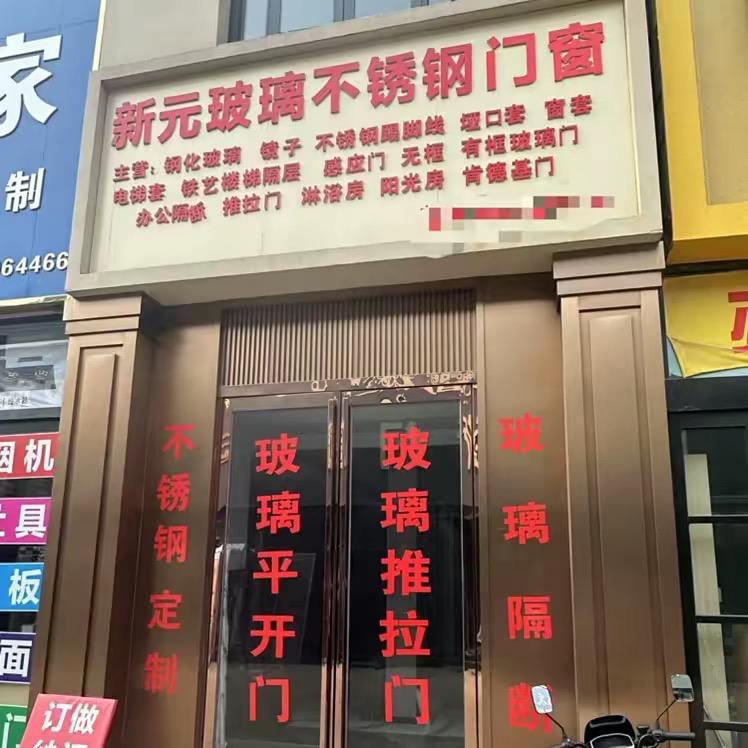 新元玻璃不锈钢门窗
主营：钢化玻璃 镜子 不锈钢踢脚线 垭口套 窗套
电梯套 铁艺楼梯隔层 感应门 无框 有框玻璃门
办公隔断 推拉门 淋浴房 阳光房 肯德基门
家
制
64466
不锈钢定制
玻璃平开门
玻璃推拉门
玻璃隔断
烟机
具
板
面
门
订做